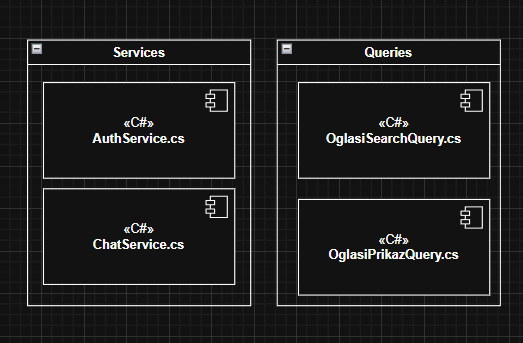 Services
«C#»
AuthService.cs
«C#»
ChatService.cs
Queries
«C#»
OglasiSearchQuery.cs
«C#»
OglasiPrikazQuery.cs